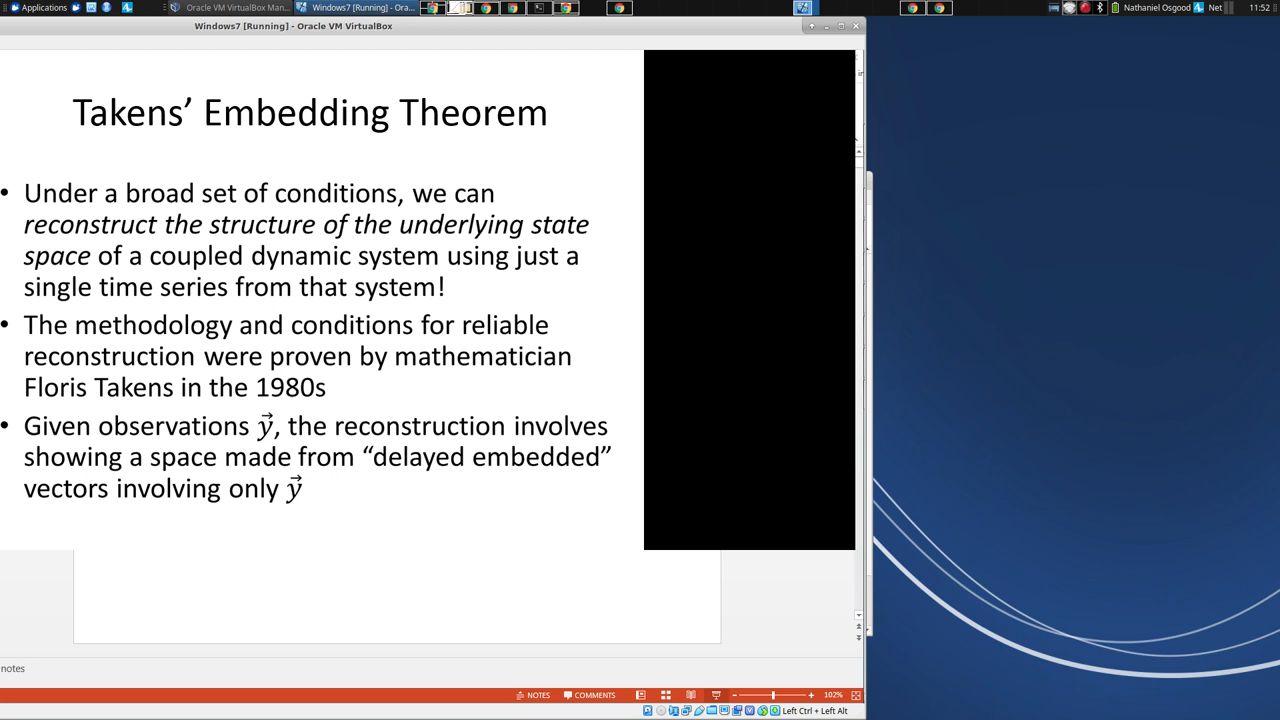 Applications
Oracle VM VirtualBox Man...
Windows7 [Running] - Ora...
Nathaniel Osgood
Net
11:52
Windows7 [Running] - Oracle VM VirtualBox
Takens’ Embedding Theorem
• Under a broad set of conditions, we can
reconstruct the structure of the underlying state
space of a coupled dynamic system using just a
single time series from that system!
• The methodology and conditions for reliable
reconstruction were proven by mathematician
Floris Takens in the 1980s
• Given observations y⃗, the reconstruction involves
showing a space made from “delayed embedded”
vectors involving only y⃗
notes
NOTES
COMMENTS
102%
Left Ctrl + Left Alt